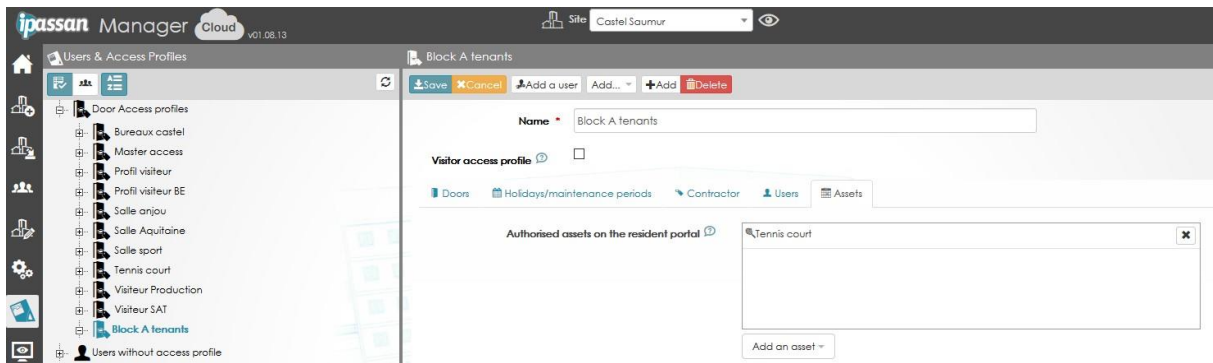 ipassan Manager Cloud v01.08.13
Site Castel Saumur
Users & Access Profiles
Block A tenants
Save Cancel Add a user Add... Add Delete
Door Access profiles
Bureaux castel
Master access
Profil visiteur
Profil visiteur BE
Salle anjou
Salle Aquitaine
Salle sport
Tennis court
Visiteur Production
Visiteur SAT
Block A tenants
Users without access profile
Name * Block A tenants
Visitor access profile ?
Doors Holidays/maintenance periods Contractor Users Assets
Authorised assets on the resident portal ?
Tennis court
Add an asset